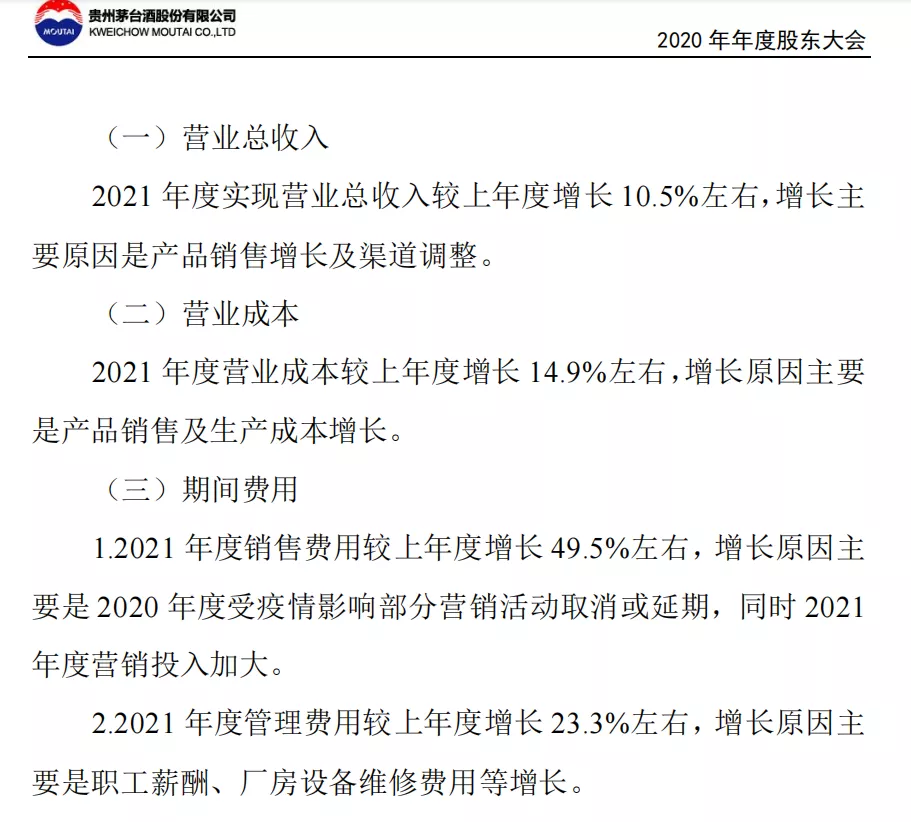 贵州茅台酒股份有限公司
KWEICHOW MOUTAI CO.,LTD
MOUTAI
2020 年年度股东大会
（一）营业总收入
2021 年度实现营业总收入较上年度增长 10.5%左右，增长主
要原因是产品销售增长及渠道调整。
（二）营业成本
2021 年度营业成本较上年度增长 14.9%左右，增长原因主要
是产品销售及生产成本增长。
（三）期间费用
1.2021 年度销售费用较上年度增长 49.5%左右，增长原因主
要是 2020 年度受疫情影响部分营销活动取消或延期，同时 2021
年度营销投入加大。
2.2021 年度管理费用较上年度增长 23.3%左右，增长原因主
要是职工薪酬、厂房设备维修费用等增长。